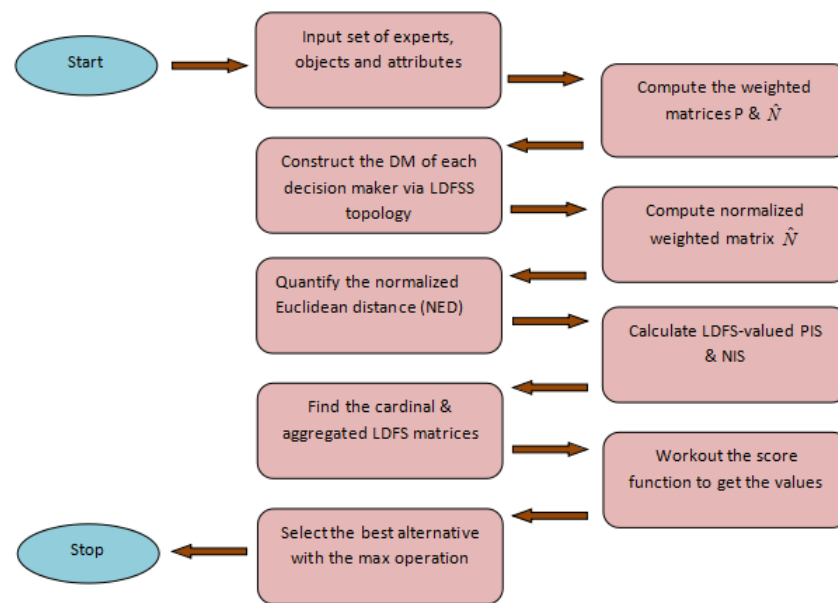 Start
Input set of experts,
objects and attributes
Compute the weighted
matrices P & N̂
Construct the DM of each
decision maker via LDFSS
topology
Compute normalized
weighted matrix N̂
Quantify the normalized
Euclidean distance (NED)
Calculate LDFS-valued PIS
& NIS
Find the cardinal &
aggregated LDFS matrices
Workout the score
function to get the values
Select the best alternative
with the max operation
Stop